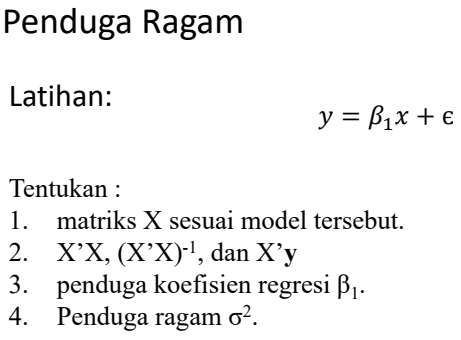 Penduga Ragam
Latihan:
y = β₁x + ϵ
Tentukan :
1. matriks X sesuai model tersebut.
2. X’X, (X’X)⁻¹, dan X’y
3. penduga koefisien regresi β₁.
4. Penduga ragam σ².